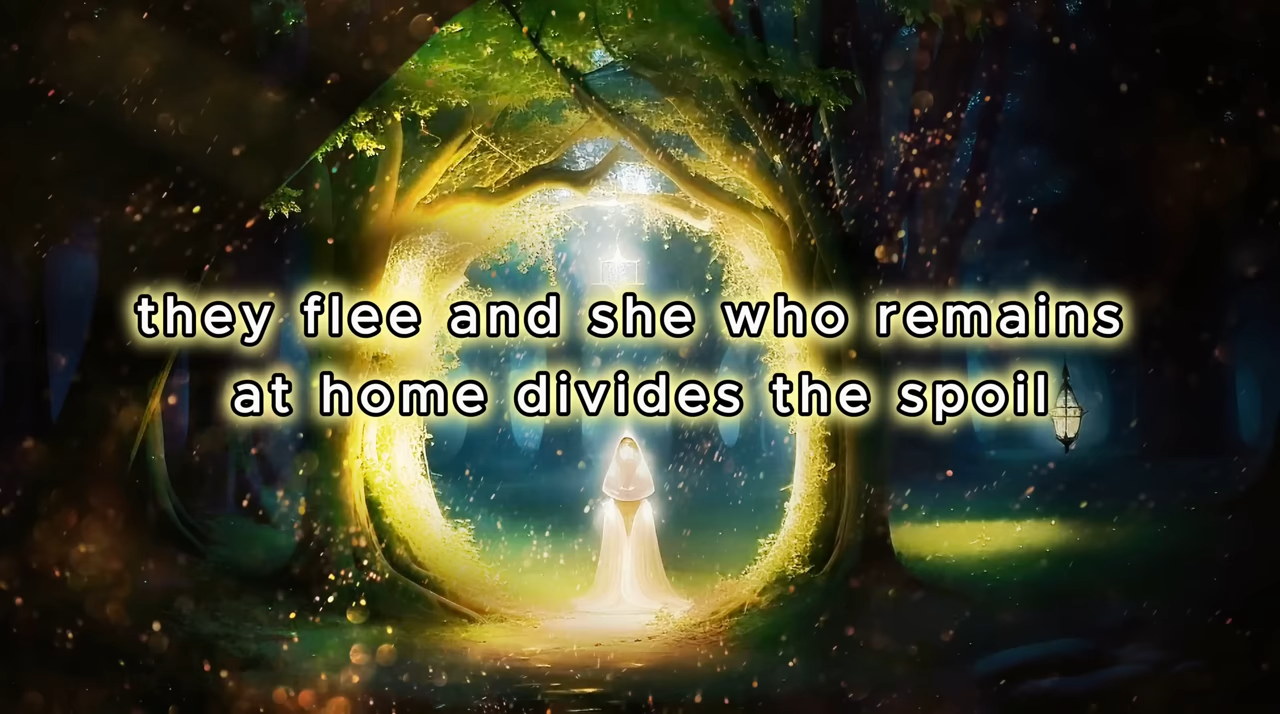 they flee and she who remains
at home divides the spoil